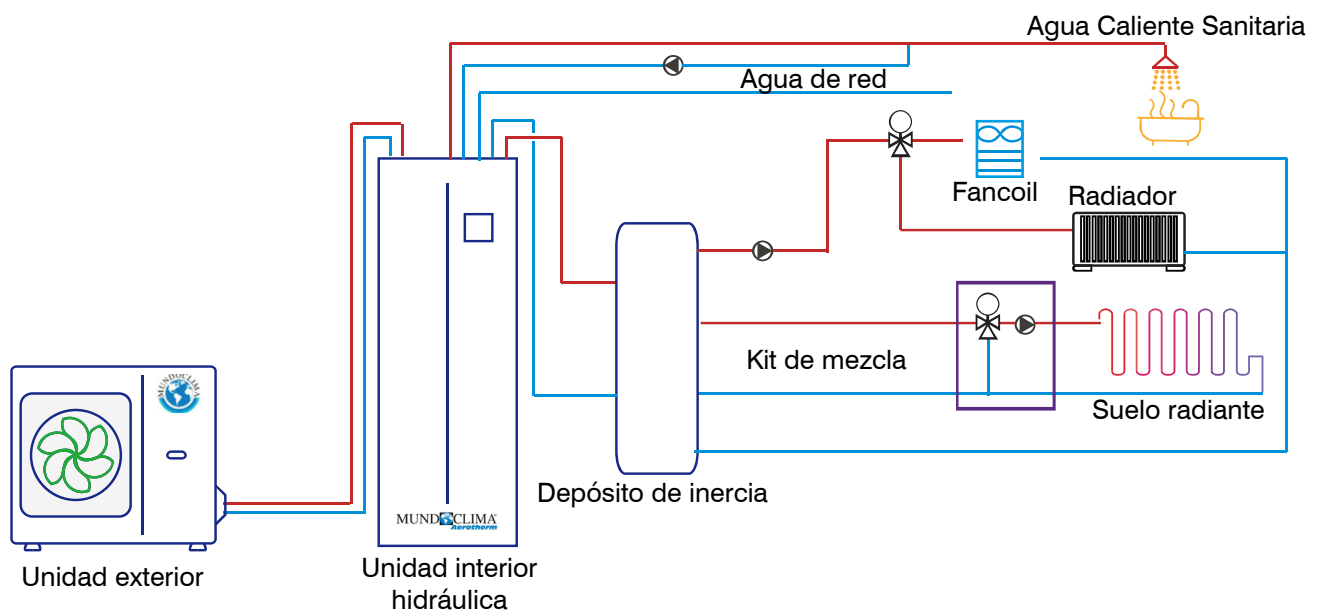 Agua Caliente Sanitaria
Agua de red
Fancoil
Radiador
Kit de mezcla
Suelo radiante
MUNDOCLIMA
Depósito de inercia
MUNDOCLIMA
Aerotherm
Unidad exterior
Unidad interior
hidráulica